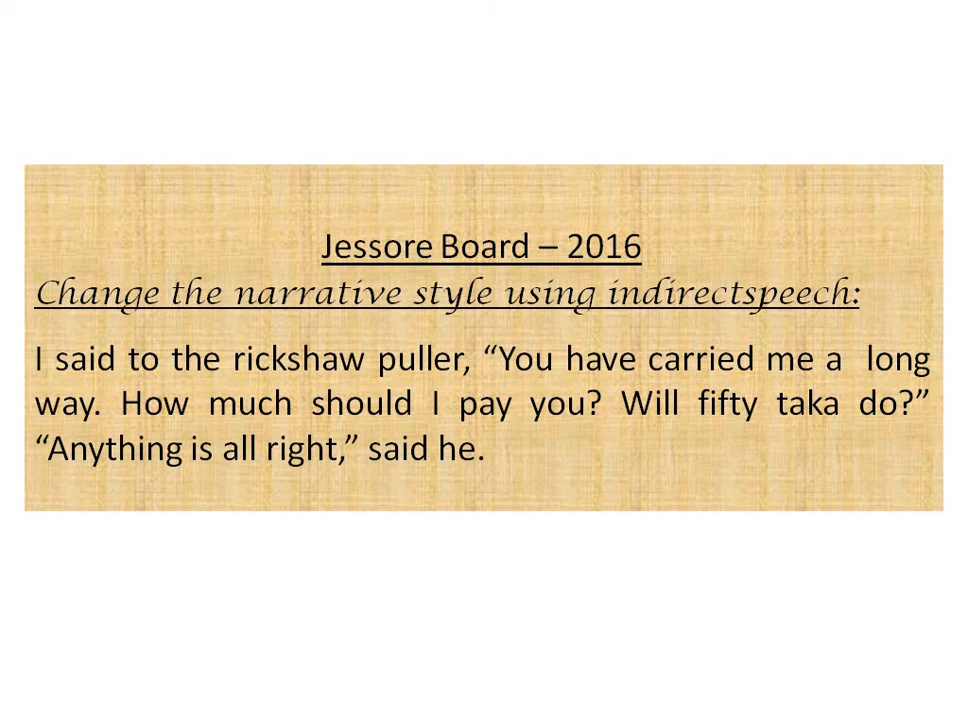 Jessore Board – 2016
Change the narrative style using indirectspeech:
I said to the rickshaw puller, “You have carried me a long
way. How much should I pay you? Will fifty taka do?”
“Anything is all right,” said he.